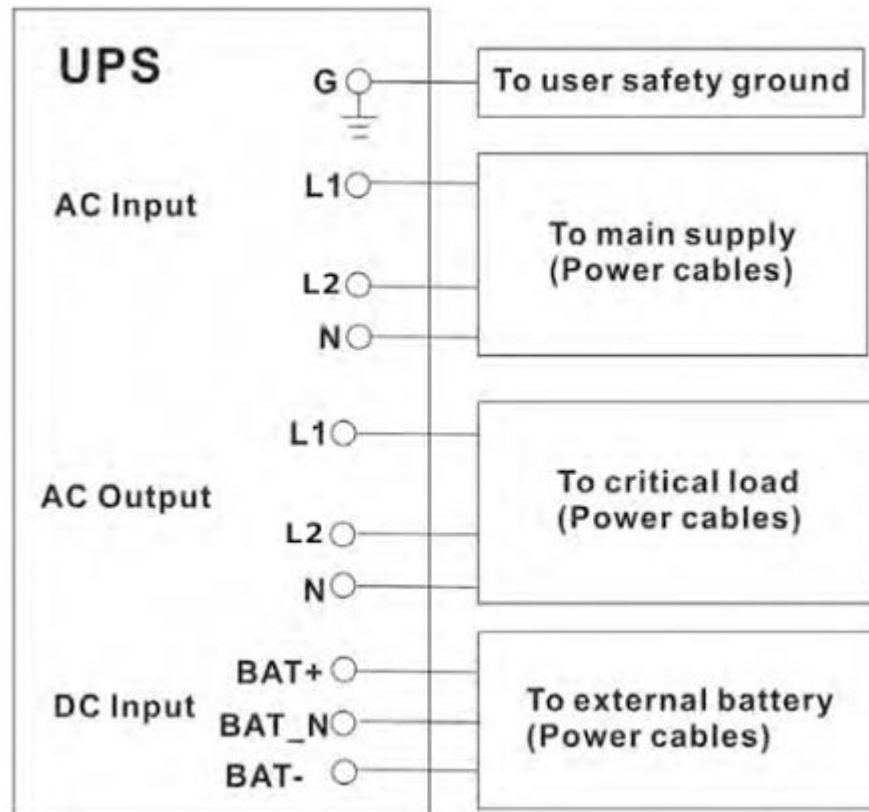 UPS
G
To user safety ground
AC Input
L1
L2
N
To main supply
(Power cables)
AC Output
L1
L2
N
To critical load
(Power cables)
DC Input
BAT+
BAT_N
BAT-
To external battery
(Power cables)